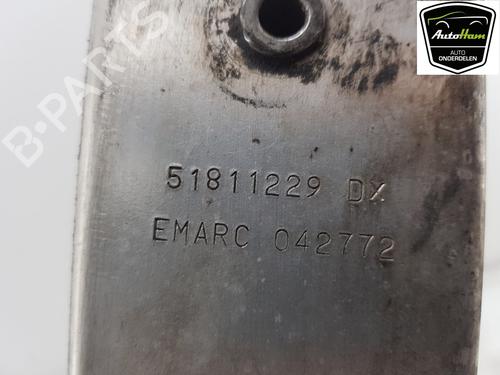 AutoHam
AUTO
ONDERDELEN
B-PARTS
51811229 DX
EMARC 042772